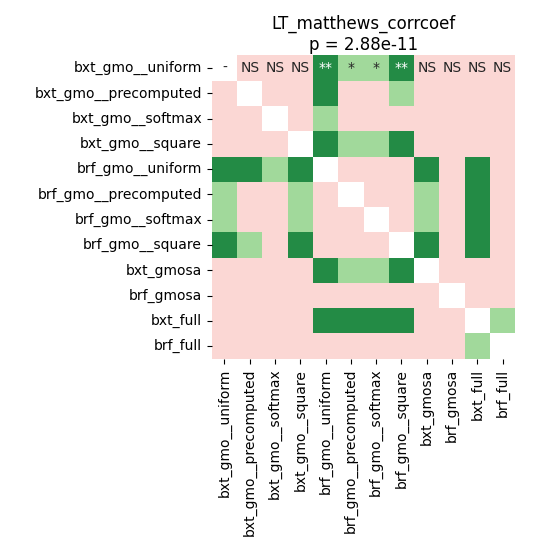 LT_matthews_corrcoef
p = 2.88e-11
bxt_gmo__uniform
- NS NS NS ** * * ** NS NS NS NS
bxt_gmo__precomputed
bxt_gmo__softmax
bxt_gmo__square
brf_gmo__uniform
brf_gmo__precomputed
brf_gmo__softmax
brf_gmo__square
bxt_gmosa
brf_gmosa
bxt_full
brf_full
bxt_gmo__uniform
bxt_gmo__precomputed
bxt_gmo__softmax
bxt_gmo__square
brf_gmo__uniform
brf_gmo__precomputed
brf_gmo__softmax
brf_gmo__square
bxt_gmosa
brf_gmosa
bxt_full
brf_full